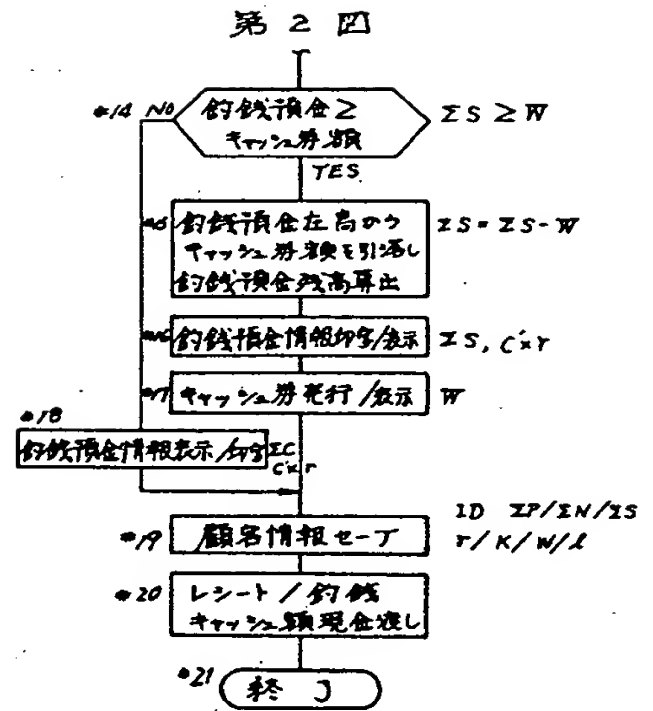 第2図
#14 NO 釣銭預金≥ ΣS≥W
キャッシュ券額
YES
釣銭預金在高から ΣS=ΣS-W
キャッシュ券額を引落し
釣銭預金残高算出
#16 釣銭預金情報印字/表示 ΣS, C'×r
#17 キャッシュ券発行/表示 W
#18
釣銭預金情報表示/印字 ΣC
C'×r
#19 顧客情報セーブ ID ΣP/ΣN/ΣS
r/K/W/l
#20 レシート/釣銭
キャッシュ額現金渡し
#21 終了